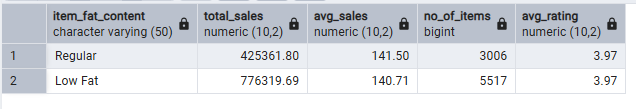 item_fat_content total_sales avg_sales no_of_items avg_rating
character varying (50) numeric (10,2) numeric (10,2) bigint numeric (10,2)
1 Regular 425361.80 141.50 3006 3.97
2 Low Fat 776319.69 140.71 5517 3.97